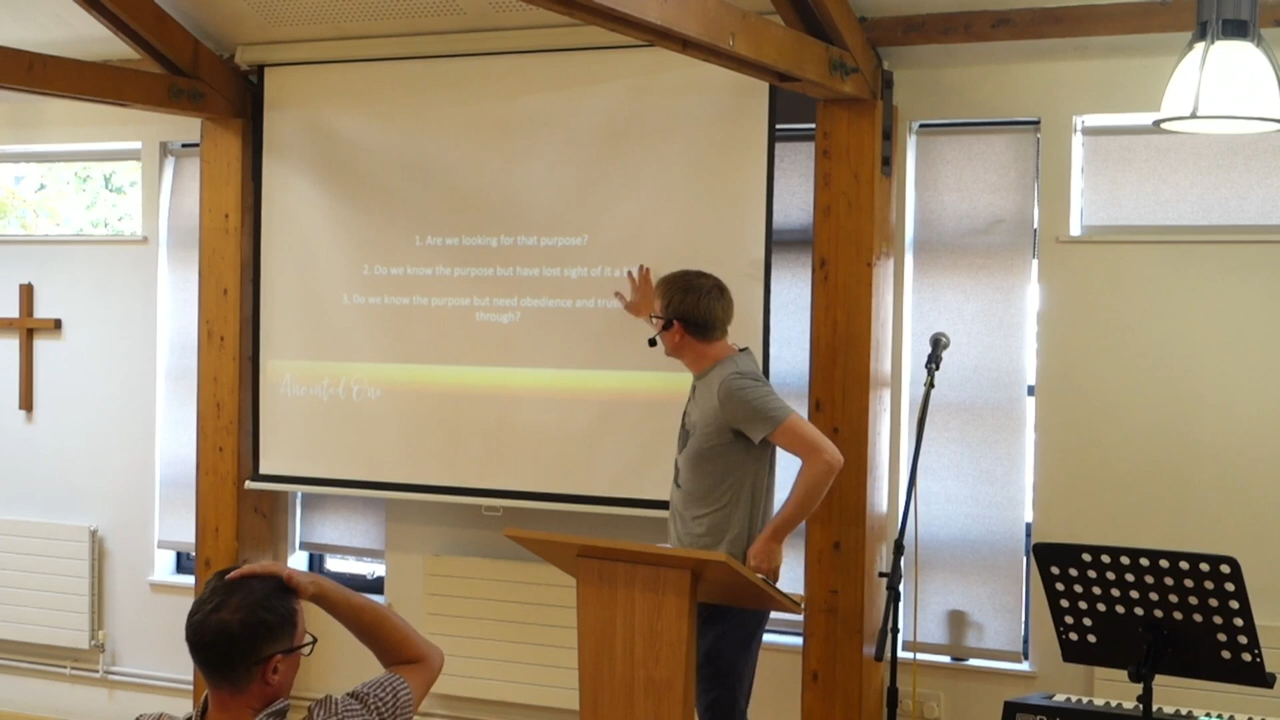 1. Are we looking for that purpose?
2. Do we know the purpose but have lost sight of it a
3. Do we know the purpose but need obedience and
through?
Anointed One